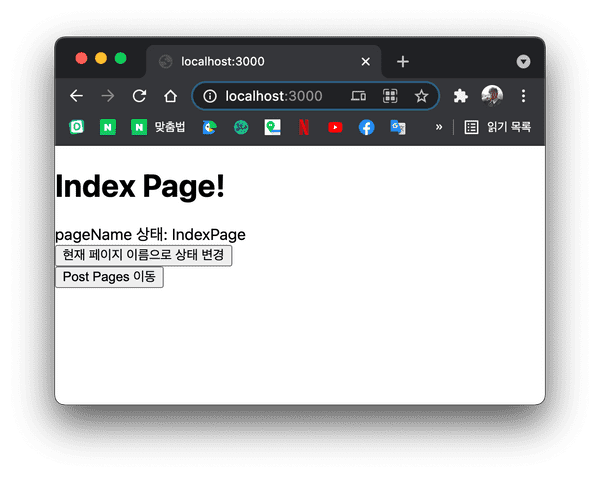 localhost:3000
localhost:3000
맞춤법
»
읽기 목록
Index Page!
pageName 상태: IndexPage
현재 페이지 이름으로 상태 변경
Post Pages 이동